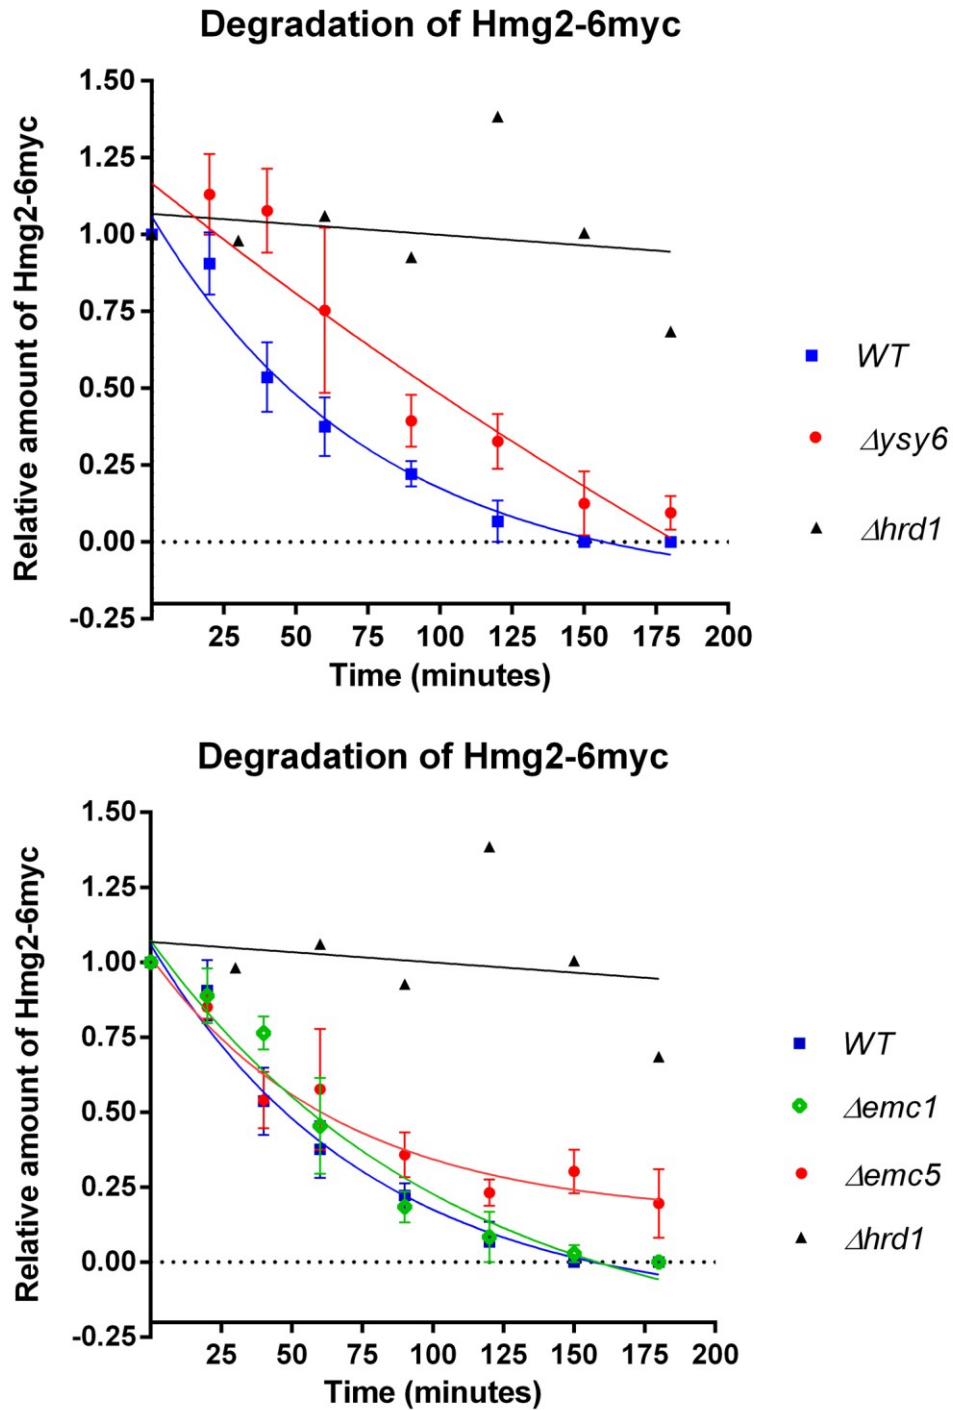 Degradation of Hmg2-6myc
Relative amount of Hmg2-6myc
1.50
1.25
1.00
0.75
0.50
0.25
0.00
-0.25
25 50 75 100 125 150 175 200
Time (minutes)
WT
Δysy6
Δhrd1
Degradation of Hmg2-6myc
Relative amount of Hmg2-6myc
1.50
1.25
1.00
0.75
0.50
0.25
0.00
-0.25
25 50 75 100 125 150 175 200
Time (minutes)
WT
Δemc1
Δemc5
Δhrd1